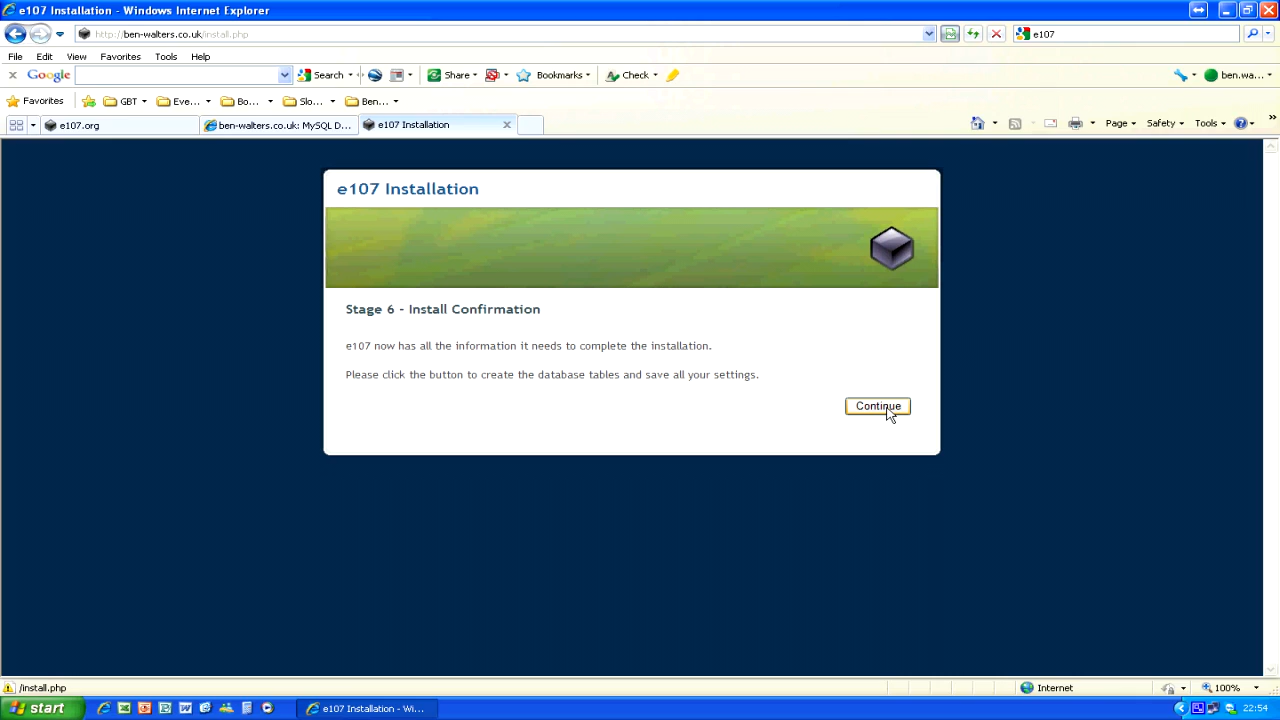 e107 Installation - Windows Internet Explorer
http://ben-walters.co.uk/install.php
e107
File Edit View Favorites Tools Help
x Google Search Share Bookmarks Check ben.wa...
Favorites GBT Eve... Bo... Slo... Ben...
e107.org ben-walters.co.uk: MySQL D... e107 Installation x Page Safety Tools »
e107 Installation
Stage 6 - Install Confirmation
e107 now has all the information it needs to complete the installation.
Please click the button to create the database tables and save all your settings.
Continue
/install.php Internet 100%
start e107 Installation - Wi... 22:54